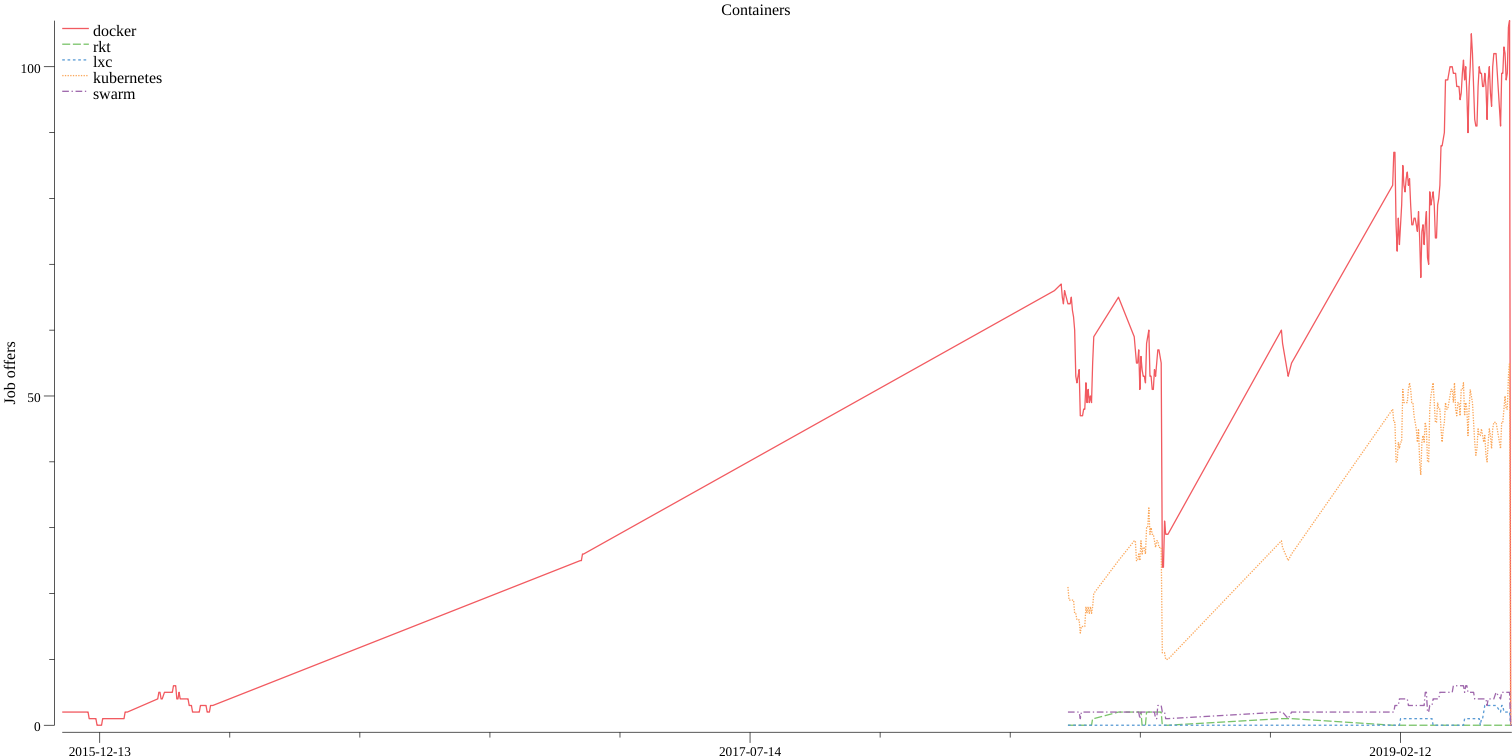 Containers
docker
rkt
lxc
kubernetes
swarm
100
50
0
Job offers
2015-12-13
2017-07-14
2019-02-12